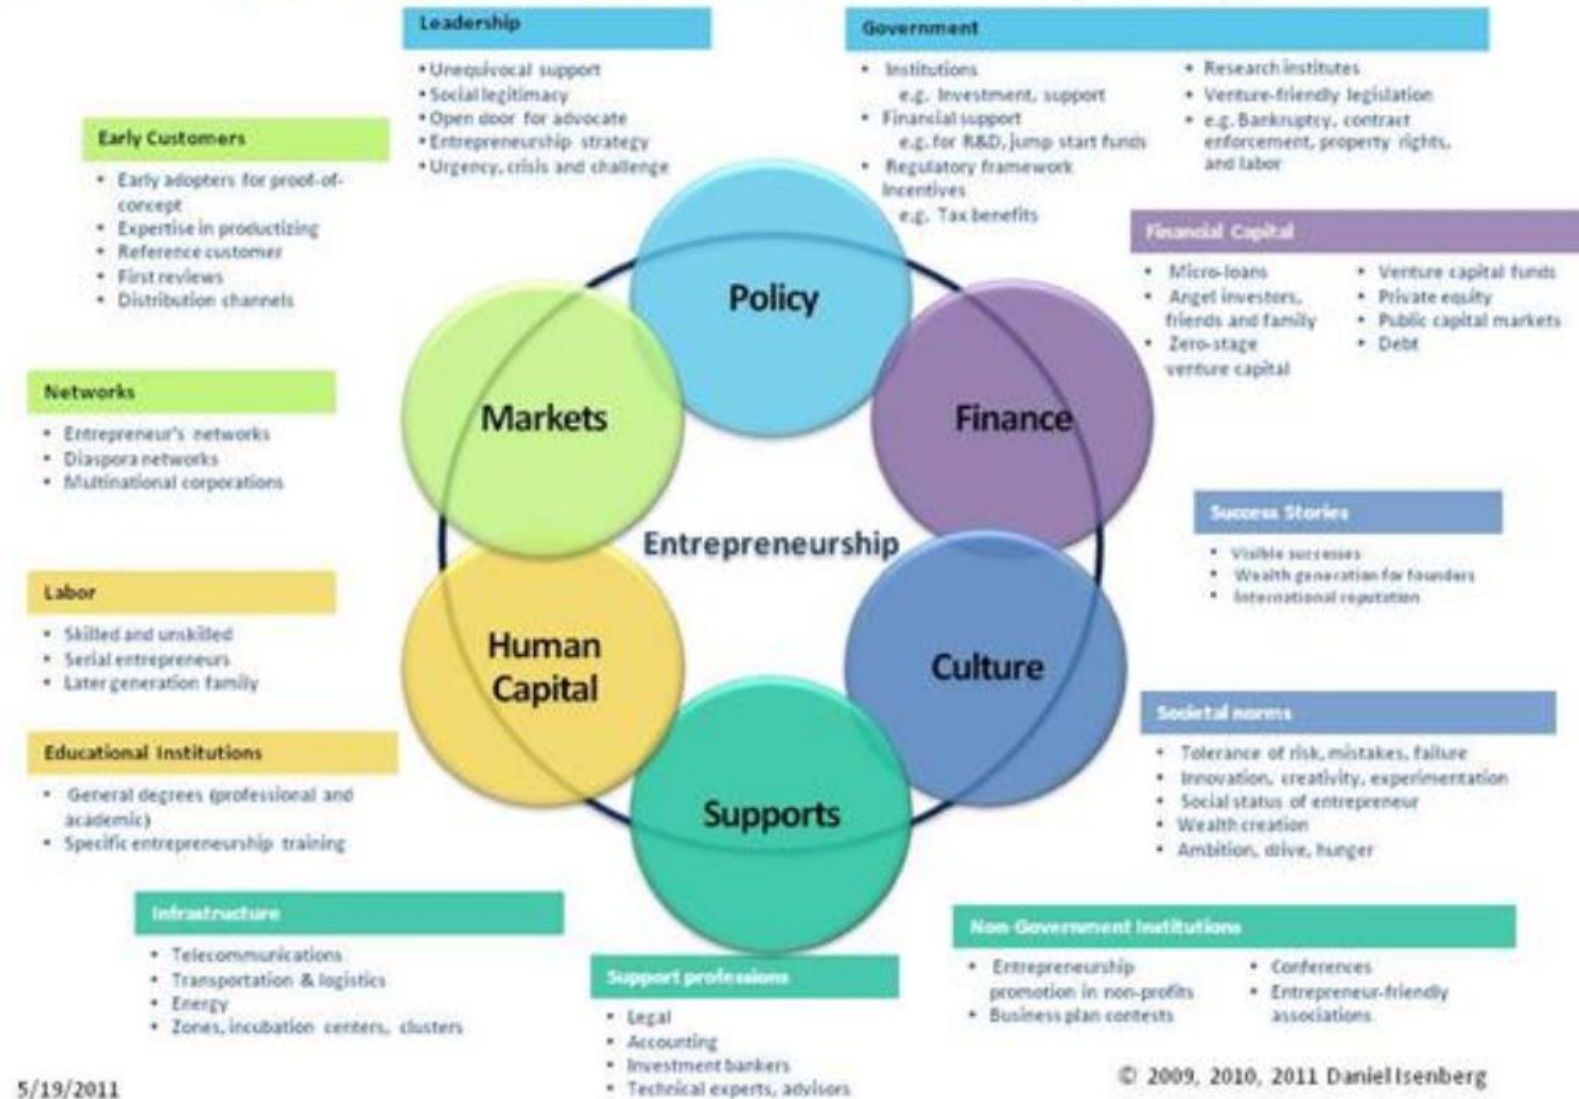 Leadership
• Unequivocal support
• Social legitimacy
• Open door for advocate
• Entrepreneurship strategy
• Urgency, crisis and challenge
Government
• Institutions
e.g. Investment, support
• Financial support
e.g. for R&D, jump start funds
• Regulatory framework
Incentives
e.g. Tax benefits
• Research institutes
• Venture-friendly legislation
• e.g. Bankruptcy, contract
enforcement, property rights,
and labor
Early Customers
• Early adopters for proof-of-
concept
• Expertise in productizing
• Reference customer
• First reviews
• Distribution channels
Financial Capital
• Micro-loans
• Angel investors,
friends and family
• Zero-stage
venture capital
• Venture capital funds
• Private equity
• Public capital markets
• Debt
Networks
• Entrepreneur's networks
• Diaspora networks
• Multinational corporations
Policy
Markets
Finance
Entrepreneurship
Human
Capital
Culture
Supports
Success Stories
• Visible successes
• Wealth generation for founders
• International reputation
Labor
• Skilled and unskilled
• Serial entrepreneurs
• Later generation family
Societal norms
• Tolerance of risk, mistakes, failure
• Innovation, creativity, experimentation
• Social status of entrepreneur
• Wealth creation
• Ambition, drive, hunger
Educational Institutions
• General degrees (professional and
academic)
• Specific entrepreneurship training
Infrastructure
• Telecommunications
• Transportation & logistics
• Energy
• Zones, incubation centers, clusters
Support professions
• Legal
• Accounting
• Investment bankers
• Technical experts, advisors
Non-Government Institutions
• Entrepreneurship
promotion in non-profits
• Business plan contests
• Conferences
• Entrepreneur-friendly
associations
5/19/2011
© 2009, 2010, 2011 Daniel Isenberg